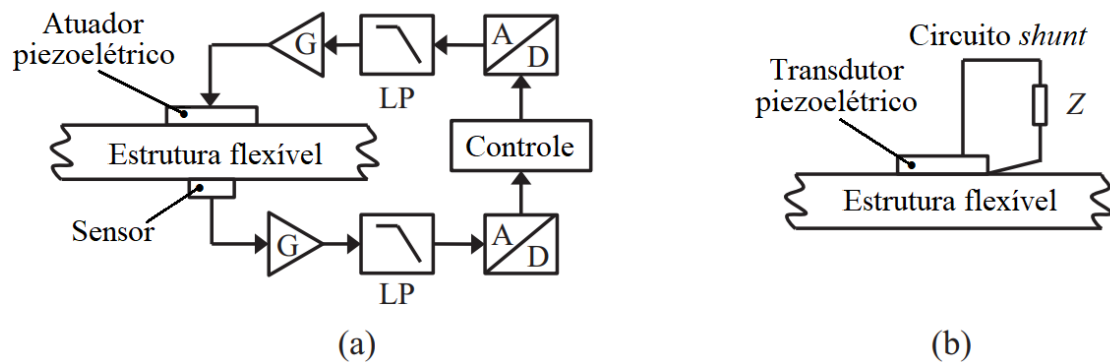 Atuador
piezoelétrico
G
LP
A
D
Estrutura flexível
Controle
Sensor
G
LP
A
D
(a)
Circuito shunt
Transdutor
piezoelétrico
Z
Estrutura flexível
(b)